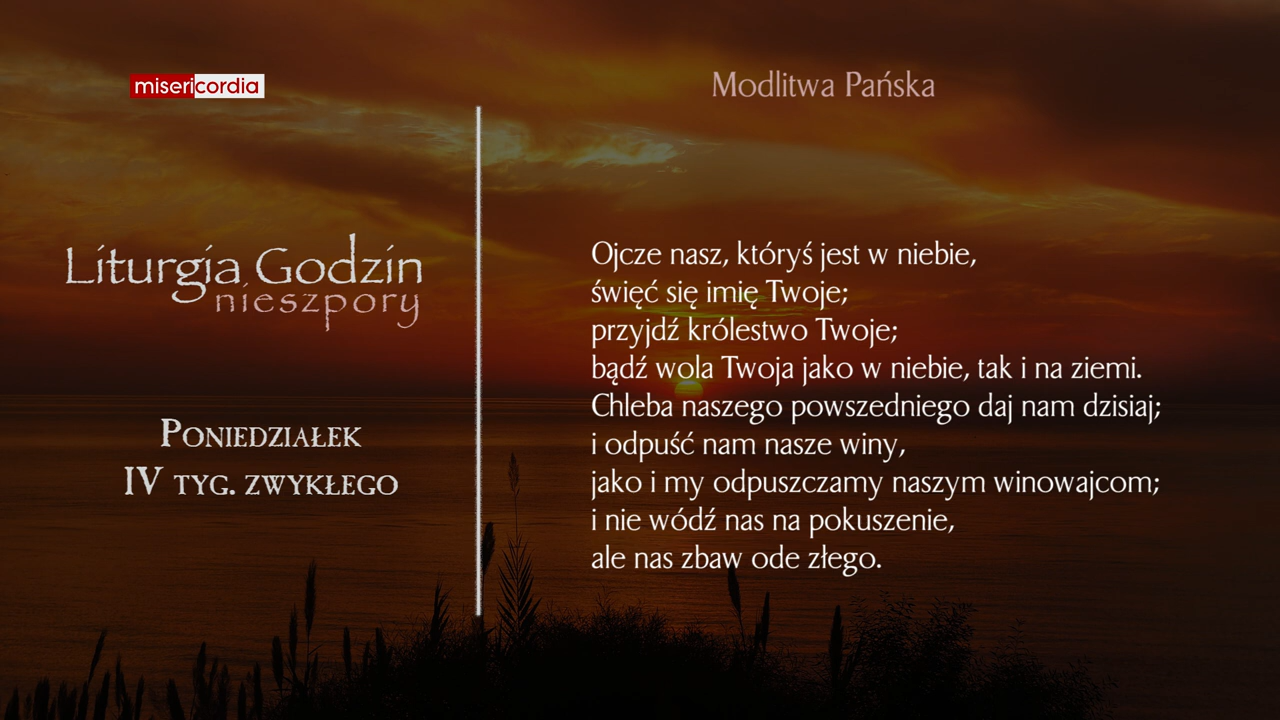 misericordia
Liturgia Godzin
nieszpory
Poniedziałek
IV tyg. zwykłego
Modlitwa Pańska
Ojcze nasz, któryś jest w niebie,
święć się imię Twoje;
przyjdź królestwo Twoje;
bądź wola Twoja jako w niebie, tak i na ziemi.
Chleba naszego powszedniego daj nam dzisiaj;
i odpuść nam nasze winy,
jako i my odpuszczamy naszym winowajcom;
i nie wódź nas na pokuszenie,
ale nas zbaw ode złego.